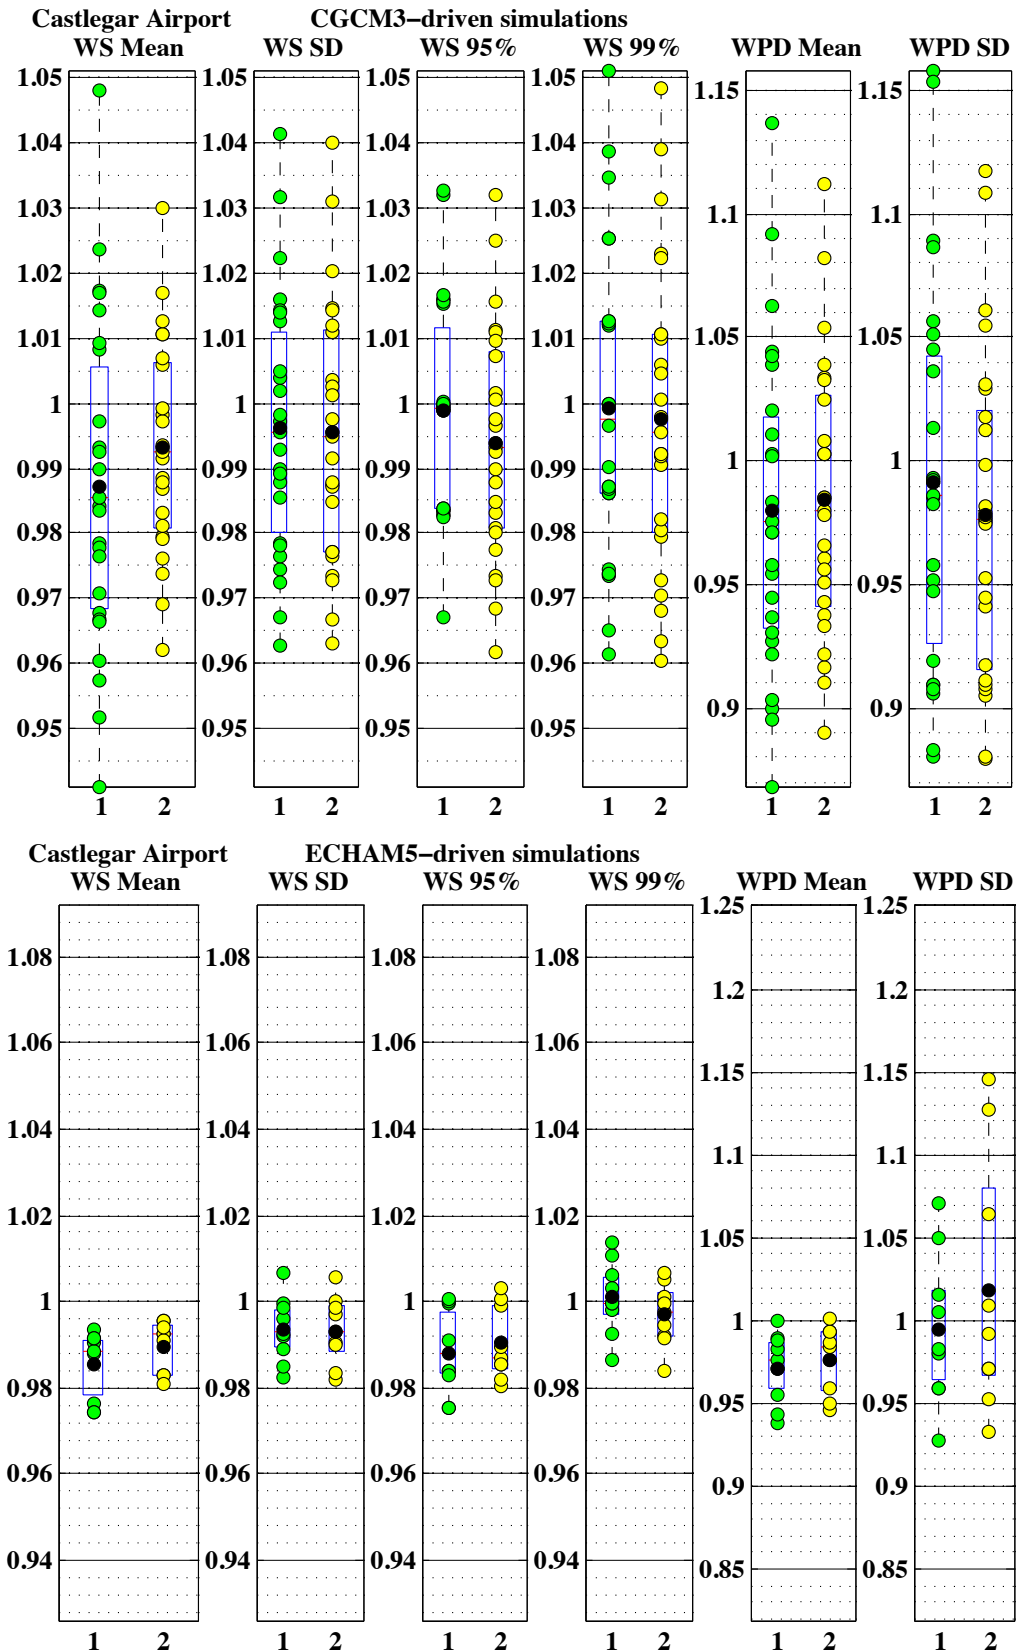 Castlegar Airport CGCM3−driven simulations
WS Mean WS SD WS 95% WS 99% WPD Mean WPD SD
1.05 1.05 1.05 1.05 1.15 1.15
1.04 1.04 1.04 1.04
1.03 1.03 1.03 1.03 1.1 1.1
1.02 1.02 1.02 1.02
1.01 1.01 1.01 1.01 1.05 1.05
1 1 1 1
0.99 0.99 0.99 0.99 1 1
0.98 0.98 0.98 0.98
0.97 0.97 0.97 0.97 0.95 0.95
0.96 0.96 0.96 0.96
0.95 0.95 0.95 0.95 0.9 0.9
1 2 1 2 1 2 1 2 1 2 1 2
Castlegar Airport ECHAM5−driven simulations
WS Mean WS SD WS 95% WS 99% WPD Mean WPD SD
1.25 1.25
1.08 1.08 1.08 1.08
1.2 1.2
1.06 1.06 1.06 1.06
1.15 1.15
1.04 1.04 1.04 1.04
1.1 1.1
1.02 1.02 1.02 1.02
1.05 1.05
1 1 1 1
1 1
0.98 0.98 0.98 0.98
0.95 0.95
0.96 0.96 0.96 0.96
0.9 0.9
0.94 0.94 0.94 0.94
0.85 0.85
1 2 1 2 1 2 1 2 1 2 1 2